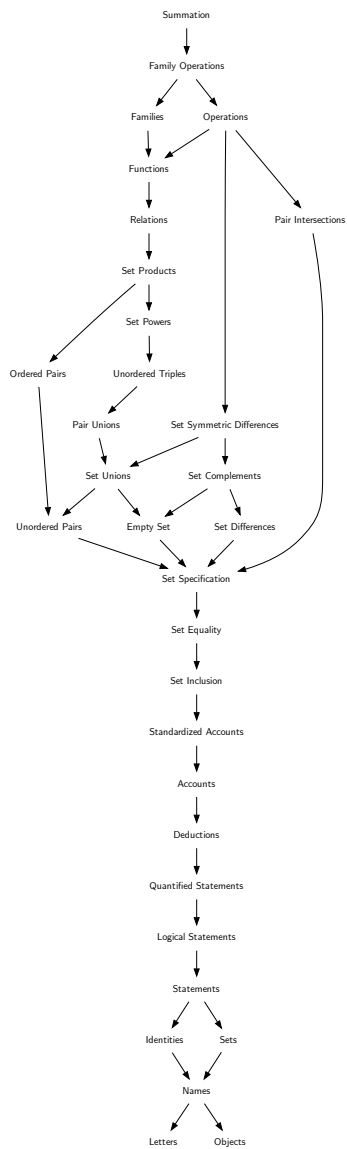 Summation
Family Operations
Families
Operations
Functions
Relations
Pair Intersections
Set Products
Set Powers
Ordered Pairs
Unordered Triples
Pair Unions
Set Symmetric Differences
Set Unions
Set Complements
Unordered Pairs
Empty Set
Set Differences
Set Specification
Set Equality
Set Inclusion
Standardized Accounts
Accounts
Deductions
Quantified Statements
Logical Statements
Statements
Identities
Sets
Names
Letters
Objects